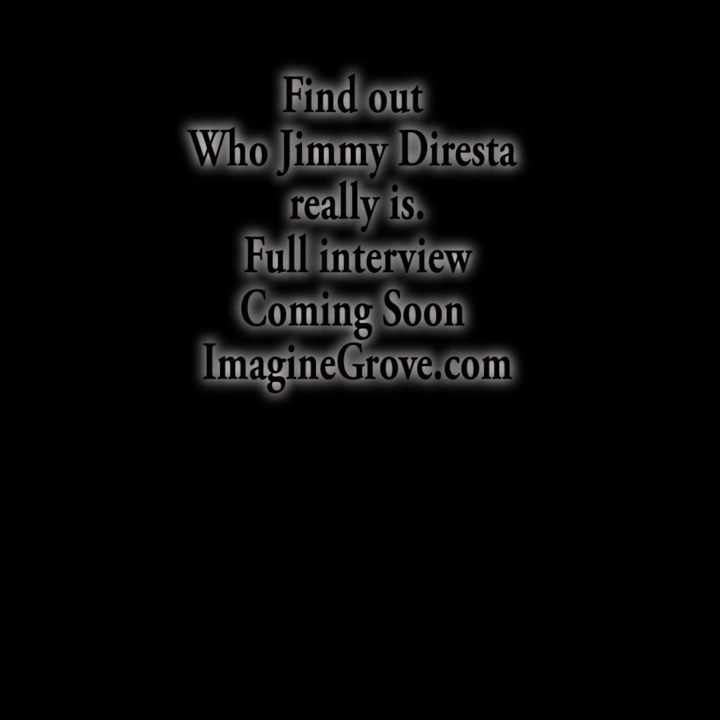 Find out
Who Jimmy Diresta
really is.
Full interview
Coming Soon
ImagineGrove.com